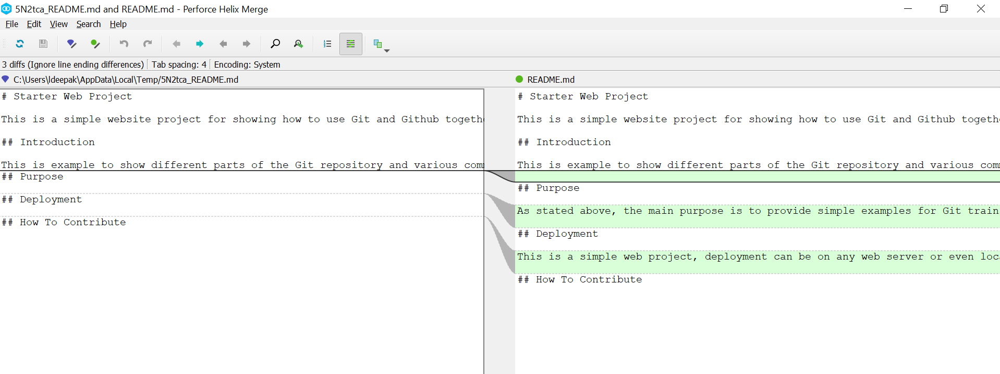 5N2tca_README.md and README.md - Perforce Helix Merge
File Edit View Search Help
3 diffs (Ignore line ending differences) Tab spacing: 4 Encoding: System
C:\Users\ldeepak\AppData\Local\Temp/5N2tca_README.md
# Starter Web Project
This is a simple website project for showing how to use Git and Github togeth
## Introduction
This is example to show different parts of the Git repository and various com
## Purpose
## Deployment
## How To Contribute
README.md
# Starter Web Project
This is a simple website project for showing how to use Git and Github togeth
## Introduction
This is example to show different parts of the Git repository and various com
## Purpose
As stated above, the main purpose is to provide simple examples for Git train
## Deployment
This is a simple web project, deployment can be on any web server or even loc
## How To Contribute